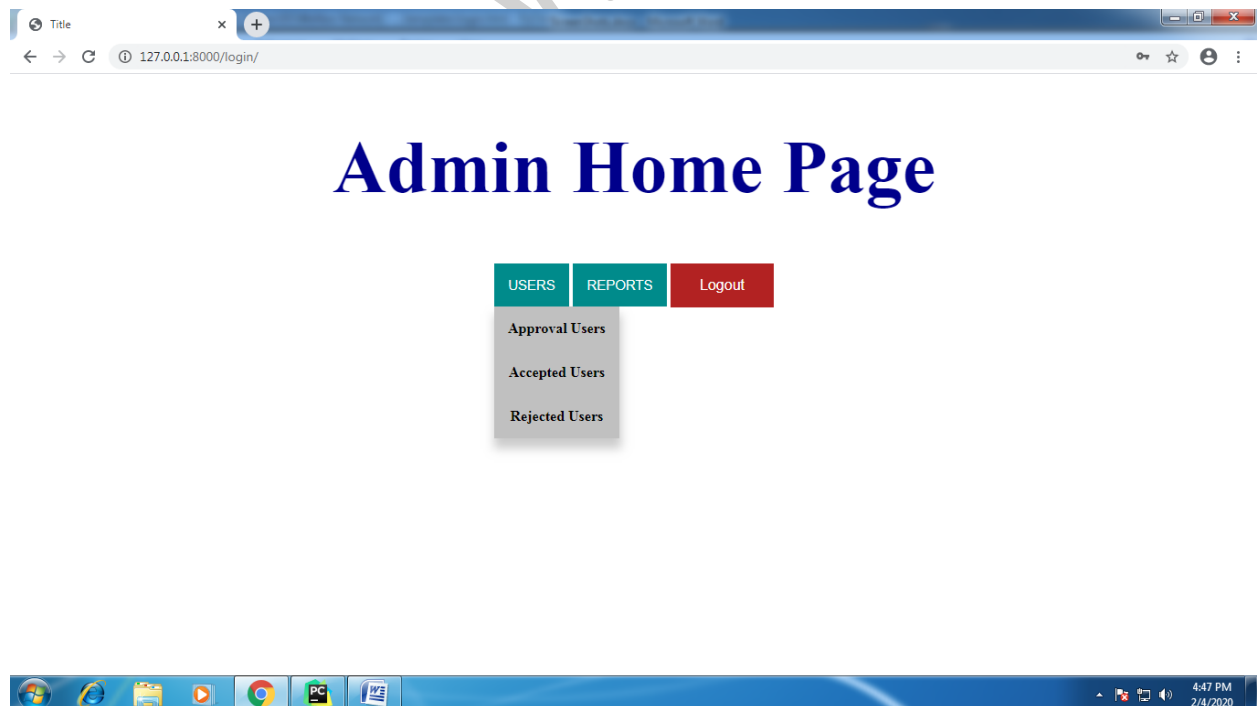 Title
127.0.0.1:8000/login/
Admin Home Page
USERS REPORTS Logout
Approval Users
Accepted Users
Rejected Users
PC W
4:47 PM
2/4/2020